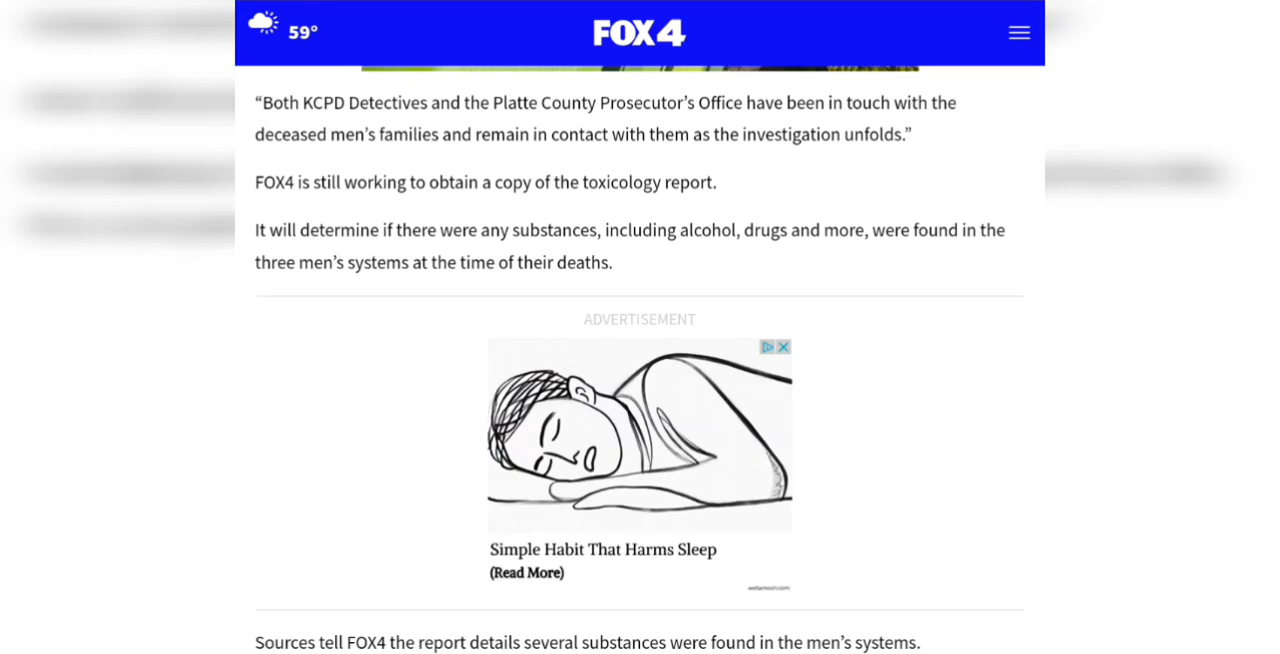 59°
FOX 4
“Both KCPD Detectives and the Platte County Prosecutor’s Office have been in touch with the
deceased men’s families and remain in contact with them as the investigation unfolds.”
FOX4 is still working to obtain a copy of the toxicology report.
It will determine if there were any substances, including alcohol, drugs and more, were found in the
three men’s systems at the time of their deaths.
ADVERTISEMENT
Simple Habit That Harms Sleep
(Read More)
Sources tell FOX4 the report details several substances were found in the men’s systems.